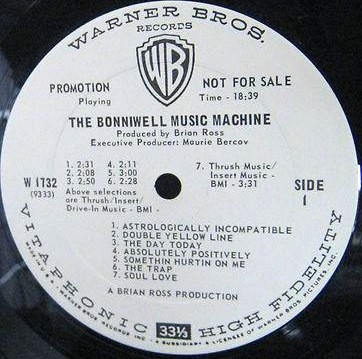 WARNER BROS.
RECORDS
WB
PROMOTION
Playing
NOT FOR SALE
Time - 18:39
THE BONNIWELL MUSIC MACHINE
Produced by Brian Ross
Executive Producer: Maurie Bercov
1. 2:31 4. 2:11
2. 2:08 5. 3:00
3. 2:50 6. 2:28
7. Thrush Music/
Insert Music -
BMI - 3:31
W 1732
(9333)
Above selections
are Thrush/Insert/
Drive-In Music - BMI -
SIDE
1
1. ASTROLOGICALLY INCOMPATIBLE
2. DOUBLE YELLOW LINE
3. THE DAY TODAY
4. ABSOLUTELY POSITIVELY
5. SOMETHIN HURTIN ON ME
6. THE TRAP
7. SOUL LOVE
A BRIAN ROSS PRODUCTION
VITAPHONIC 33⅓ HIGH FIDELITY